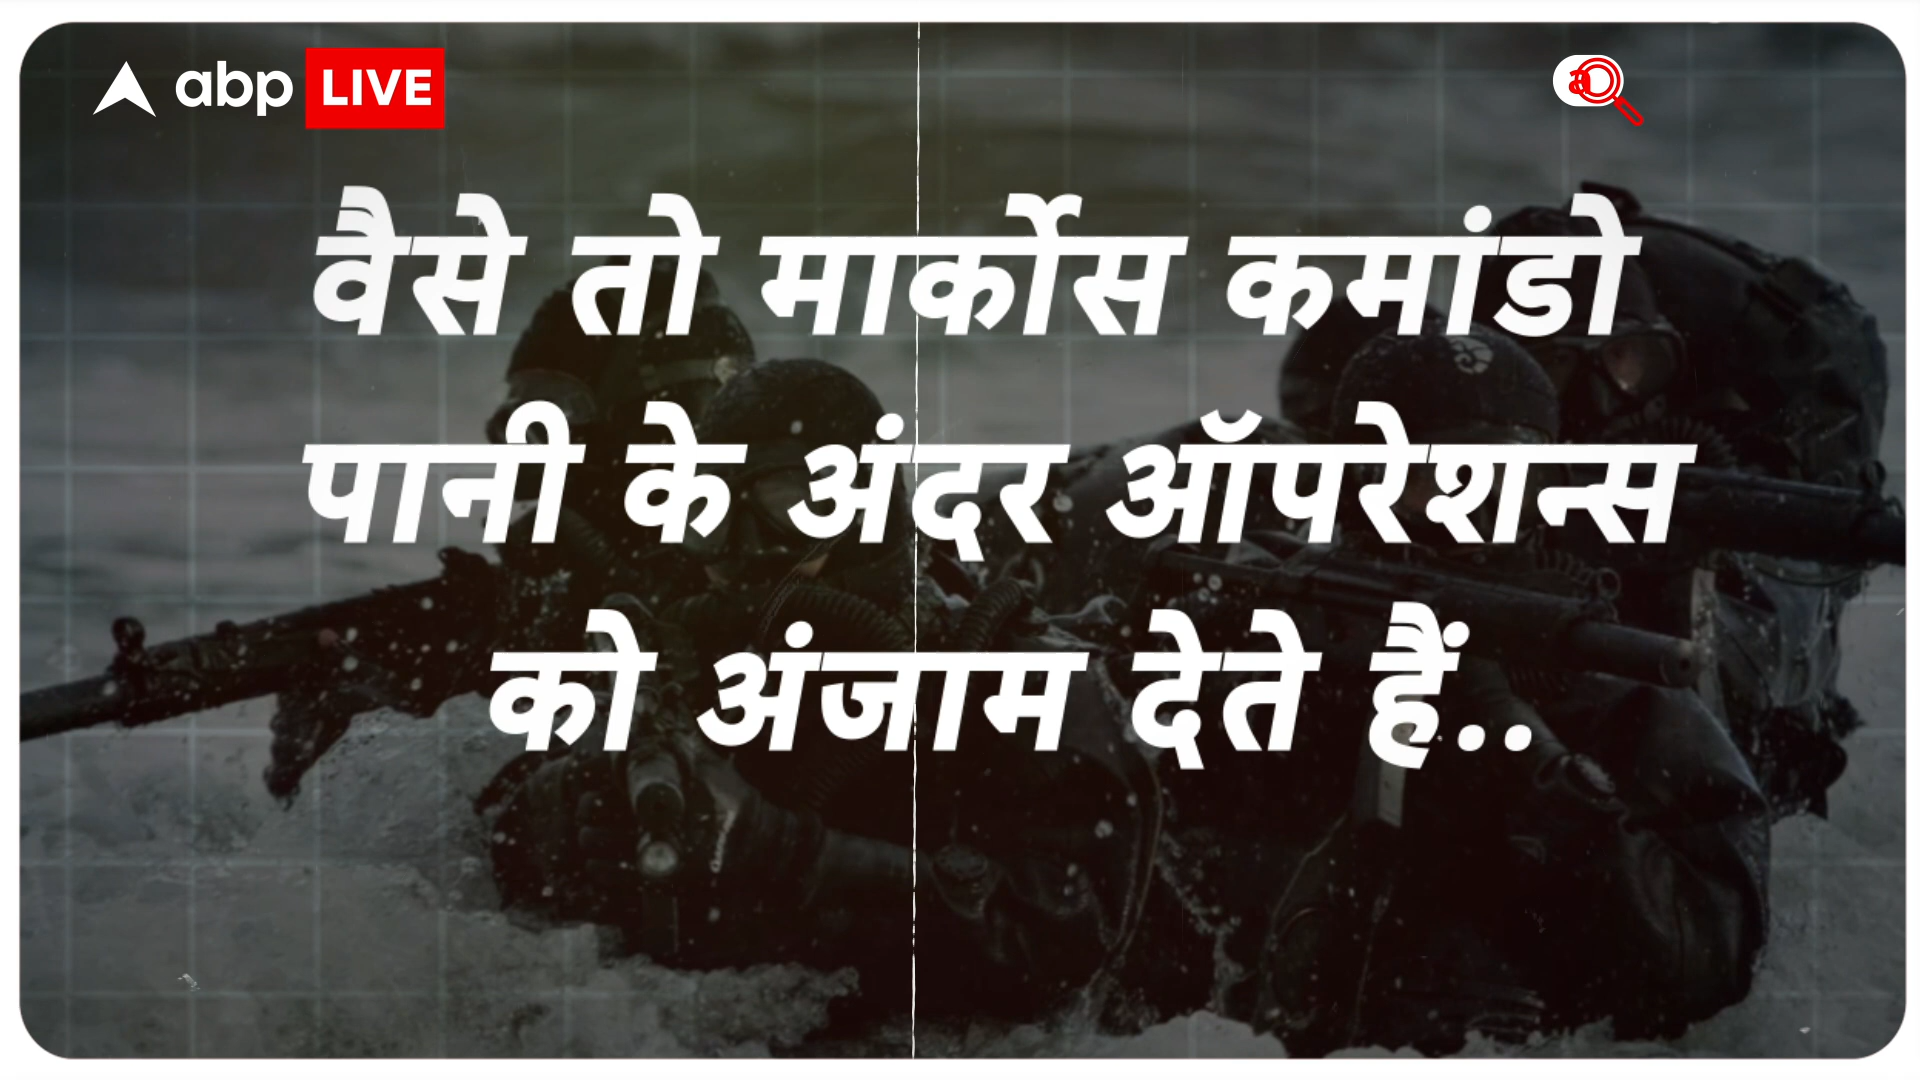 abp LIVE
वैसे तो मार्कोस कमांडो
पानी के अंदर ऑपरेशन्स
को अंजाम देते हैं..